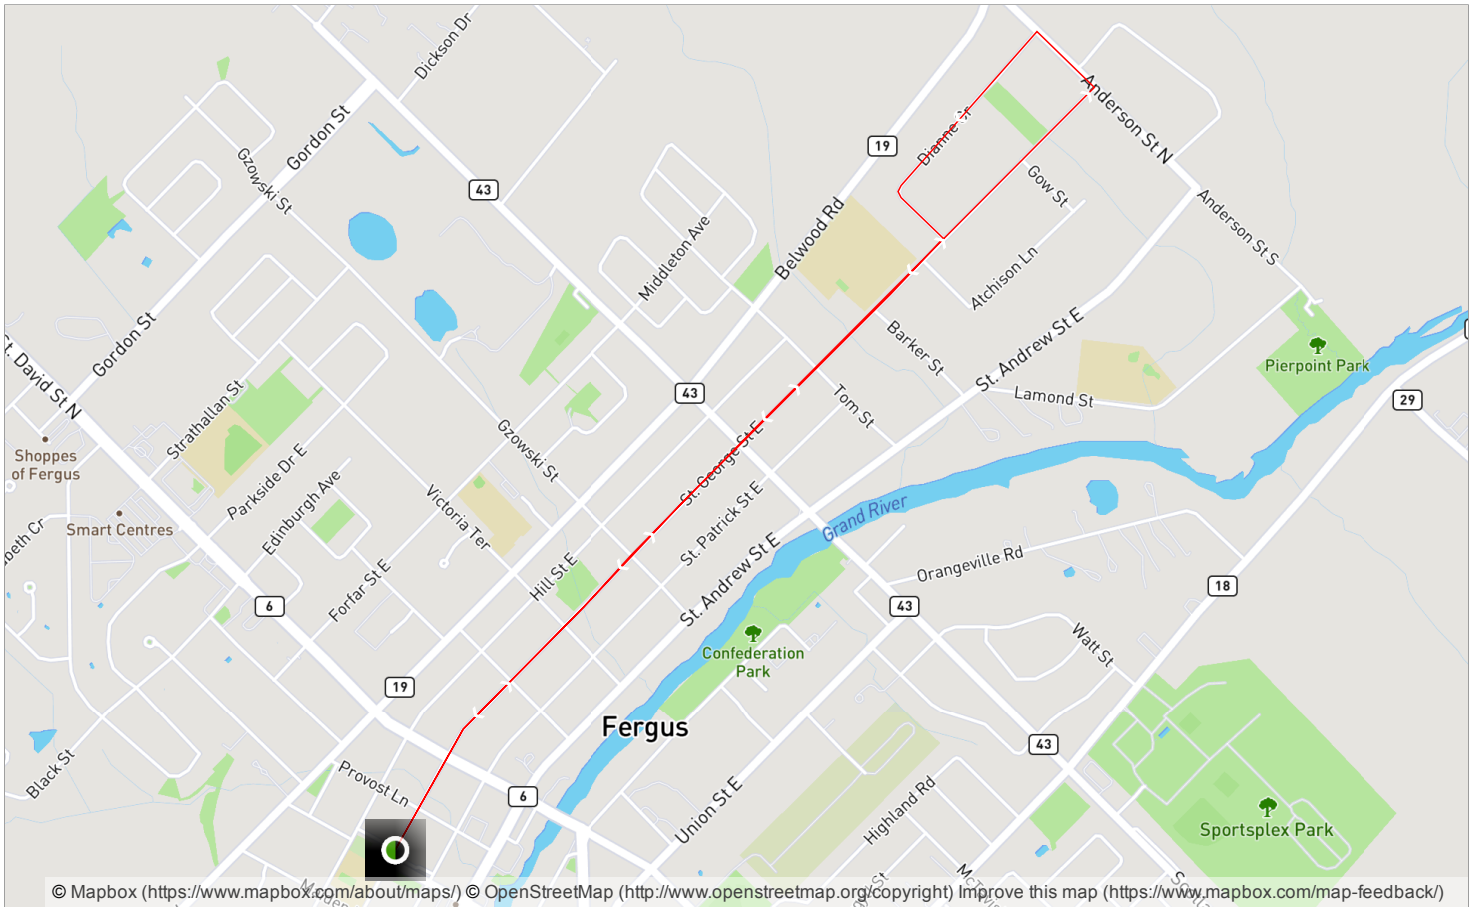 Dickson Dr
Gordon St
Anderson St N
19
Dianne Cr
Gzowski St
43
Gow St
Belwood Rd
Anderson St S
Middleton Ave
Atchison Ln
Gordon St
St. David St N
Barker St
St. Andrew St E
Pierpoint Park
Strathallan St
43
Lamond St
29
Tom St
Shoppes
of Fergus
Gzowski St
St. George St E
Parkside Dr E
Edinburgh Ave
Victoria Ter
St. Patrick St E
Smart Centres
Grand River
beth Cr
St. Andrew St E
Orangeville Rd
Hill St E
Forfar St E
6
43
18
Confederation
Park
Watt St
19
Fergus
43
Black St
Provost Ln
6
Union St E
Highland Rd
Sportsplex Park
© Mapbox (https://www.mapbox.com/about/maps/) © OpenStreetMap (http://www.openstreetmap.org/copyright) Improve this map (https://www.mapbox.com/map-feedback/)